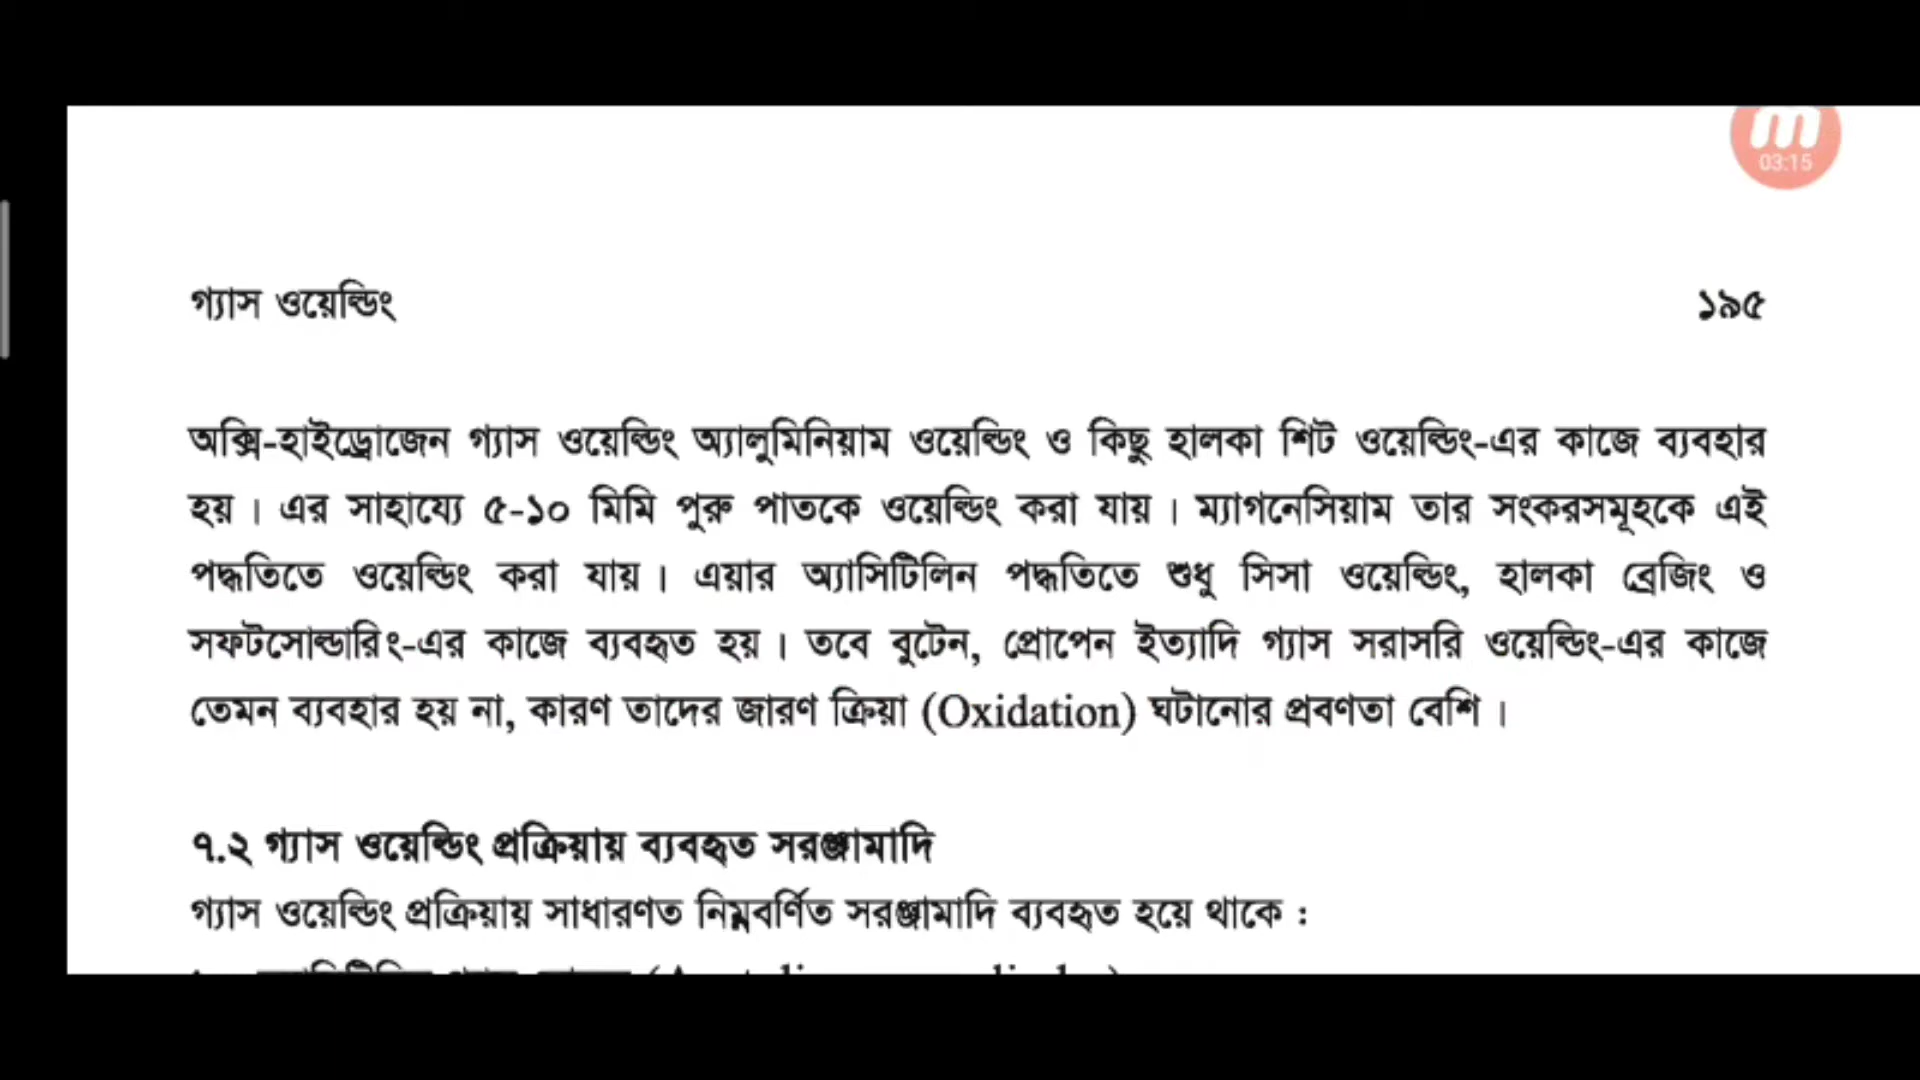 m
03:15
গ্যাস ওয়েল্ডিং ১৯৫
অক্সি-হাইড্রোজেন গ্যাস ওয়েল্ডিং অ্যালুমিনিয়াম ওয়েল্ডিং ও কিছু হালকা শিট ওয়েল্ডিং-এর কাজে ব্যবহার
হয়। এর সাহায্যে ৫-১০ মিমি পুরু পাতকে ওয়েল্ডিং করা যায়। ম্যাগনেসিয়াম তার সংকরসমূহকে এই
পদ্ধতিতে ওয়েল্ডিং করা যায়। এয়ার অ্যাসিটিলিন পদ্ধতিতে শুধু সিসা ওয়েল্ডিং, হালকা ব্রেজিং ও
সফটসোল্ডারিং-এর কাজে ব্যবহৃত হয়। তবে বুটেন, প্রোপেন ইত্যাদি গ্যাস সরাসরি ওয়েল্ডিং-এর কাজে
তেমন ব্যবহার হয় না, কারণ তাদের জারণ ক্রিয়া (Oxidation) ঘটানোর প্রবণতা বেশি।
৭.২ গ্যাস ওয়েল্ডিং প্রক্রিয়ায় ব্যবহৃত সরঞ্জামাদি
গ্যাস ওয়েল্ডিং প্রক্রিয়ায় সাধারণত নিম্নবর্ণিত সরঞ্জামাদি ব্যবহৃত হয়ে থাকে :